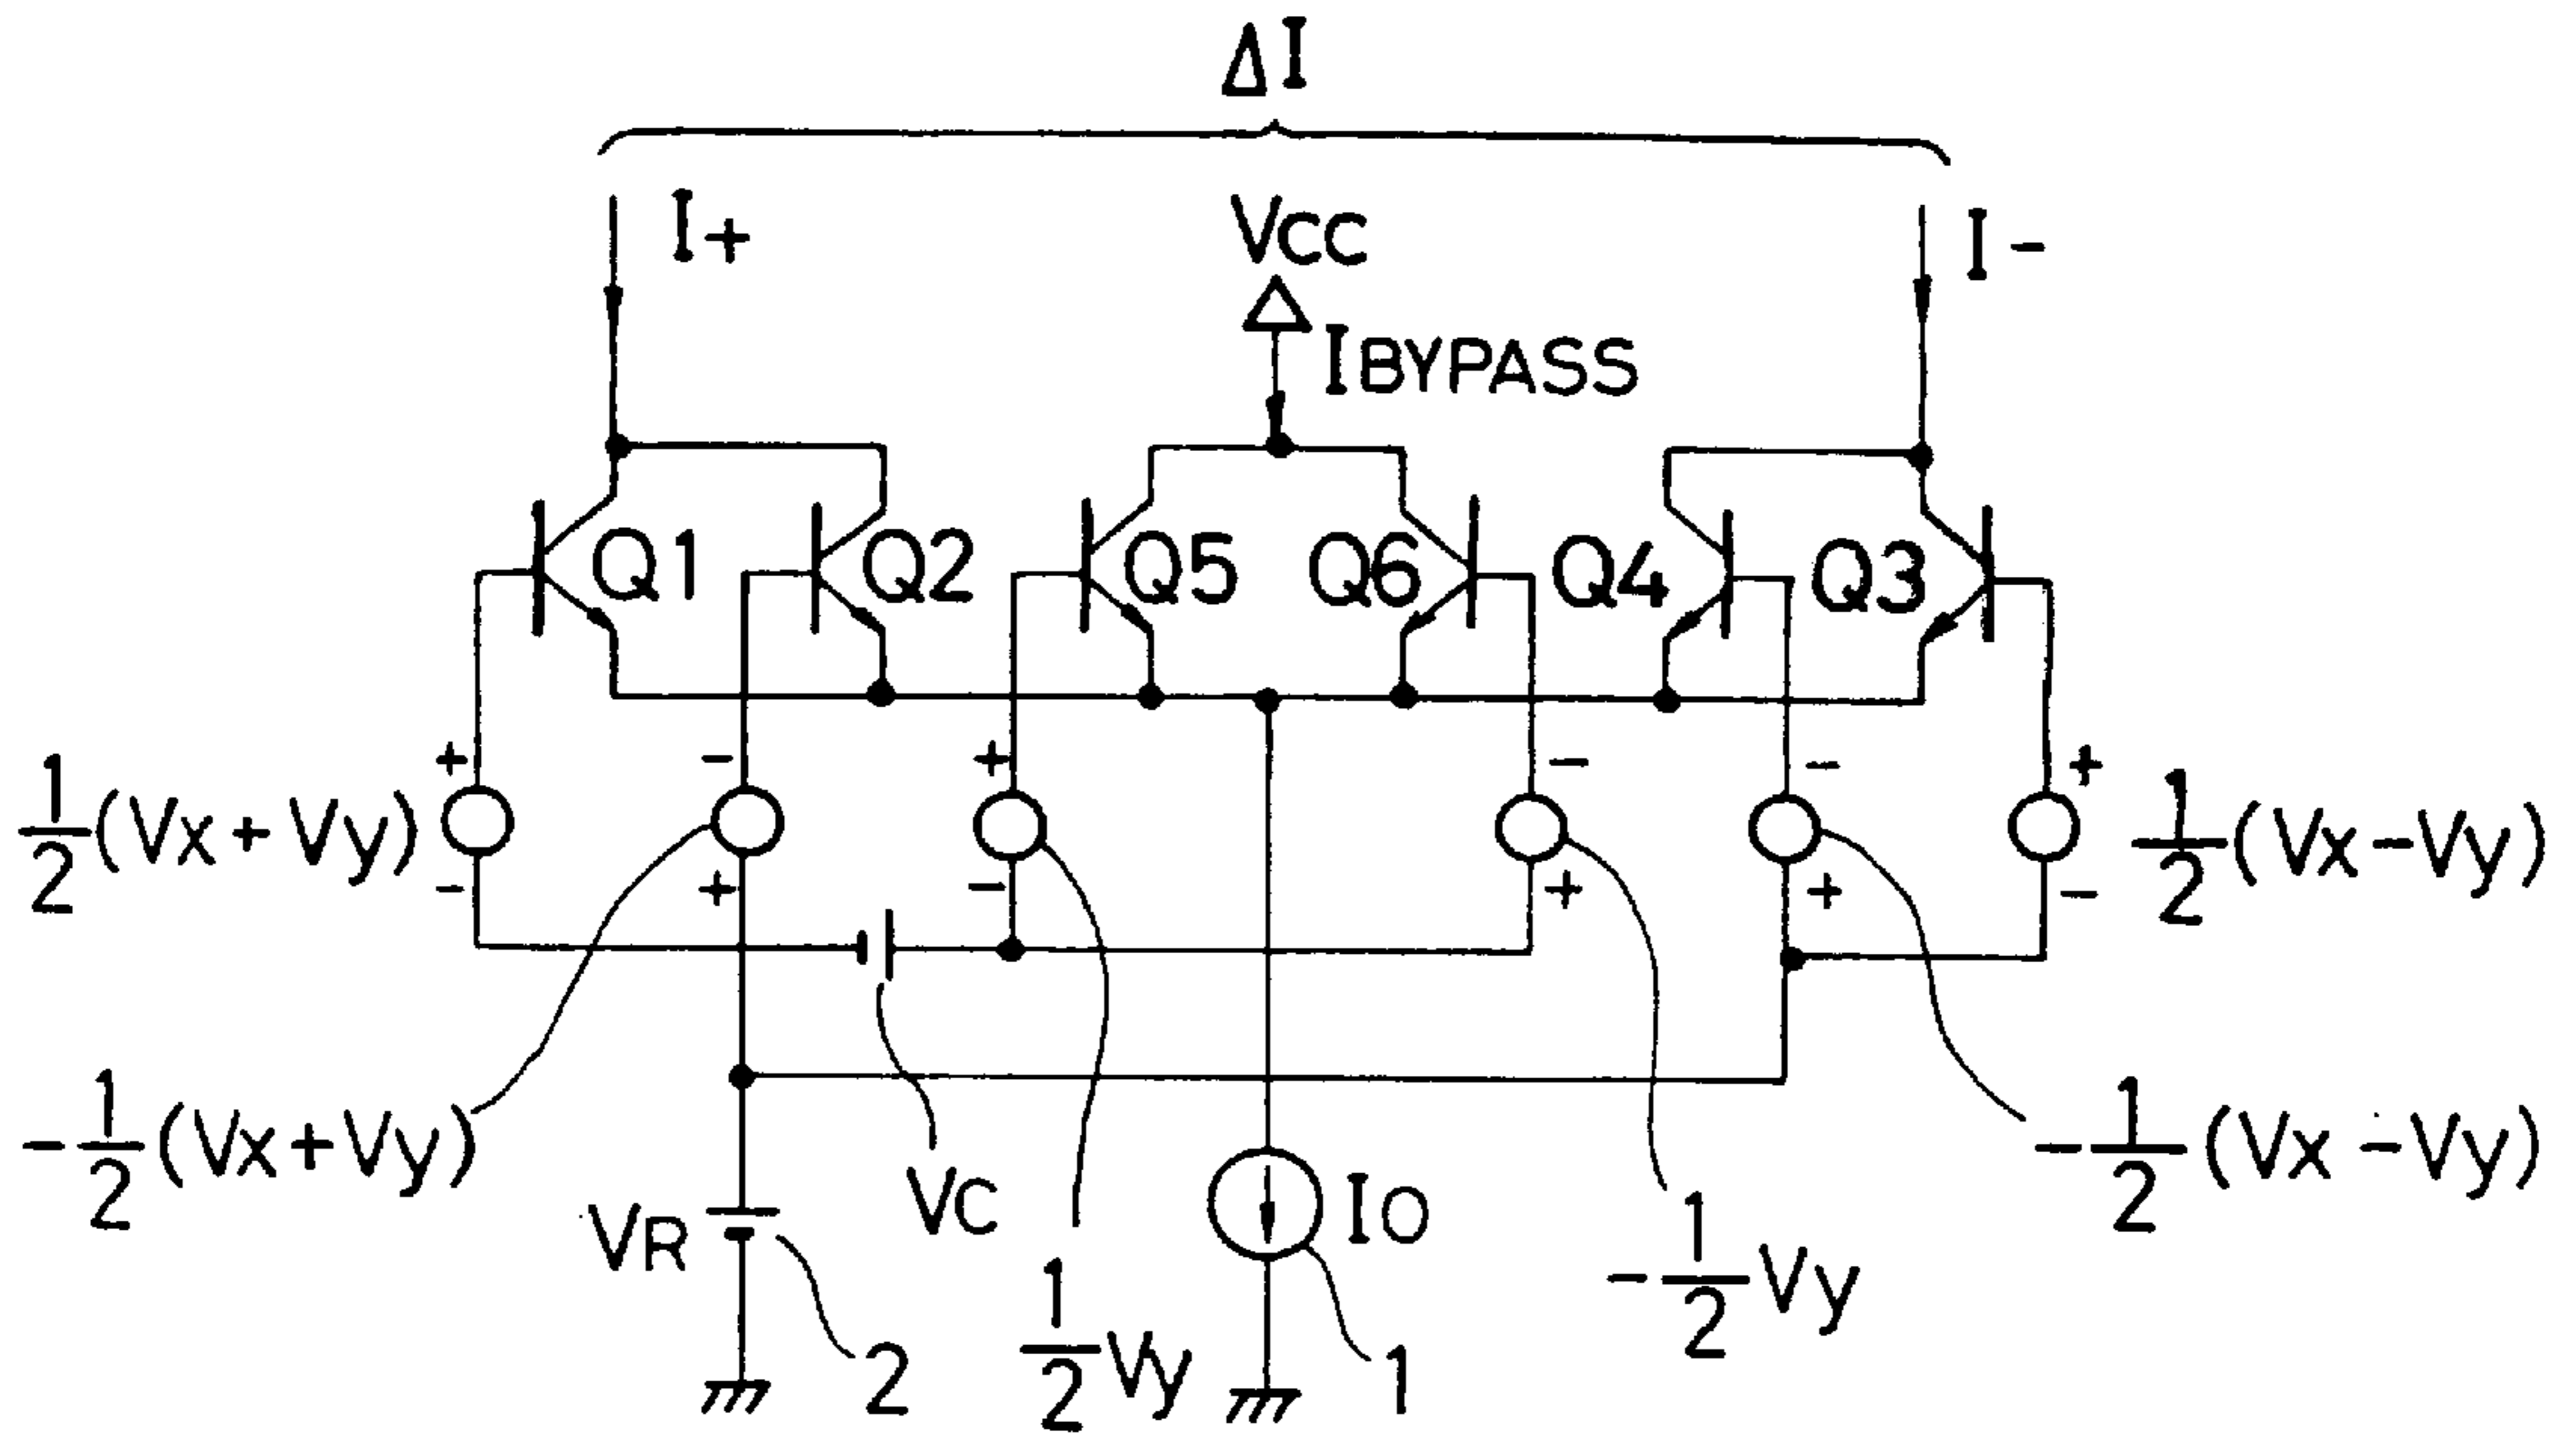 ΔI
I+
VCC
I-
IBYPASS
Q1
Q2
Q5
Q6
Q4
Q3
+
-
+
-
-
+
1/2(Vx+Vy)
1/2(Vx-Vy)
-
+
-
+
+
-
-1/2(Vx+Vy)
VR
VC
IO
-1/2(Vx-Vy)
2
1/2Vy
1
-1/2Vy